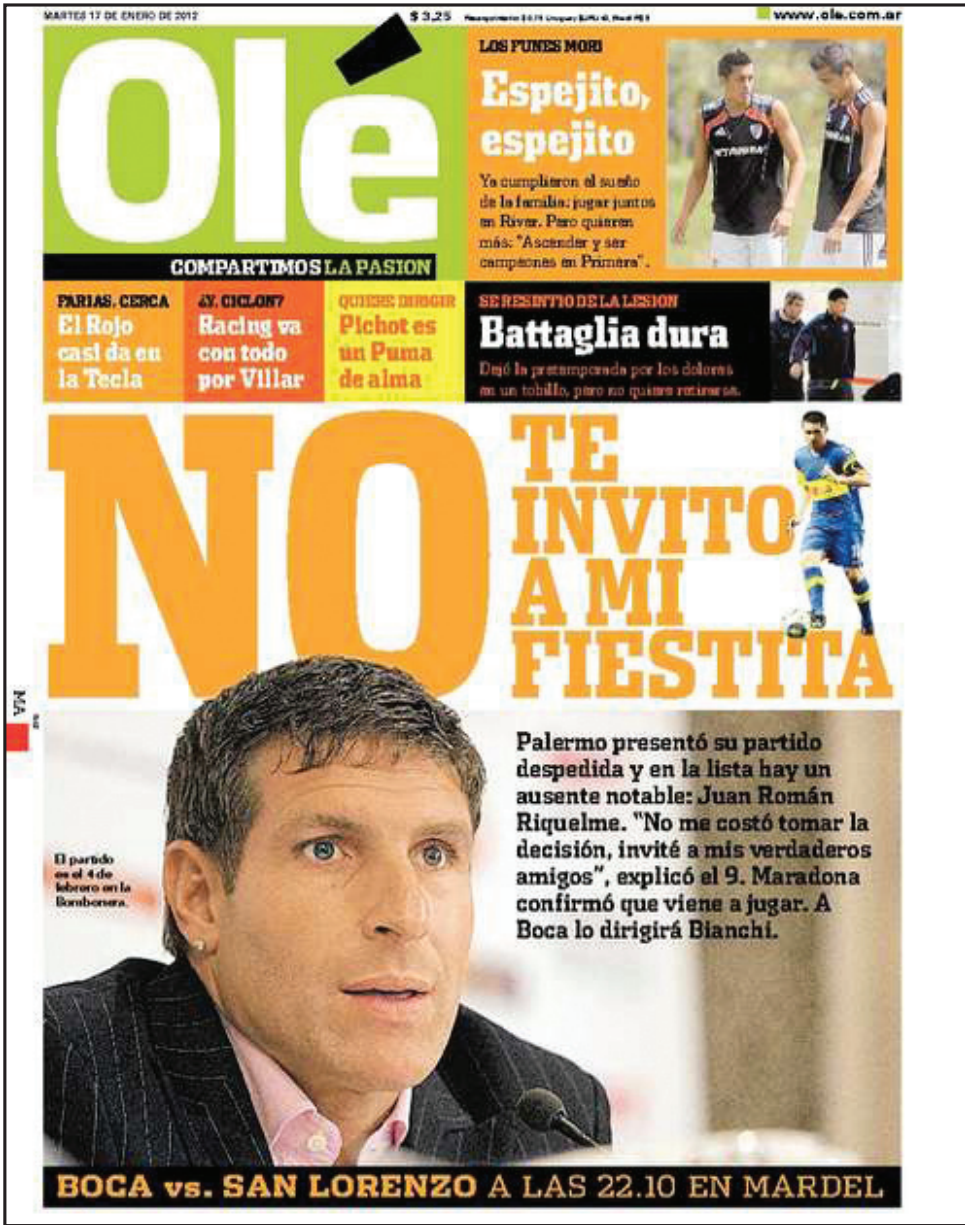 MARTES 17 DE ENERO DE 2012
$ 3,25
www.ole.com.ar
Olé
COMPARTIMOS LA PASION
LOS FUNES MORI
Espejito,
espejito
Ya cumplieron el sueño
de la familia: jugar juntos
en River. Pero quieren
más: "Ascender y ser
campeones en Primera".
FARIAS, CERCA
El Rojo
casi da en
la Tecla
¿Y, CICLON?
Racing va
con todo
por Villar
QUIERE DIRIGIR
Pichot es
un Puma
de alma
SE RESINTIO DE LA LESION
Battaglia dura
Dejó la pretemporada por los dolores
en un tobillo, pero no quiere retirarse.
NO
TE
INVITO
A MI
FIESTITA
MA
Palermo presentó su partido
despedida y en la lista hay un
ausente notable: Juan Román
Riquelme. "No me costó tomar la
decisión, invité a mis verdaderos
amigos", explicó el 9. Maradona
confirmó que viene a jugar. A
Boca lo dirigirá Bianchi.
El partido
es el 4 de
febrero en la
Bombonera.
BOCA vs. SAN LORENZO A LAS 22.10 EN MARDEL